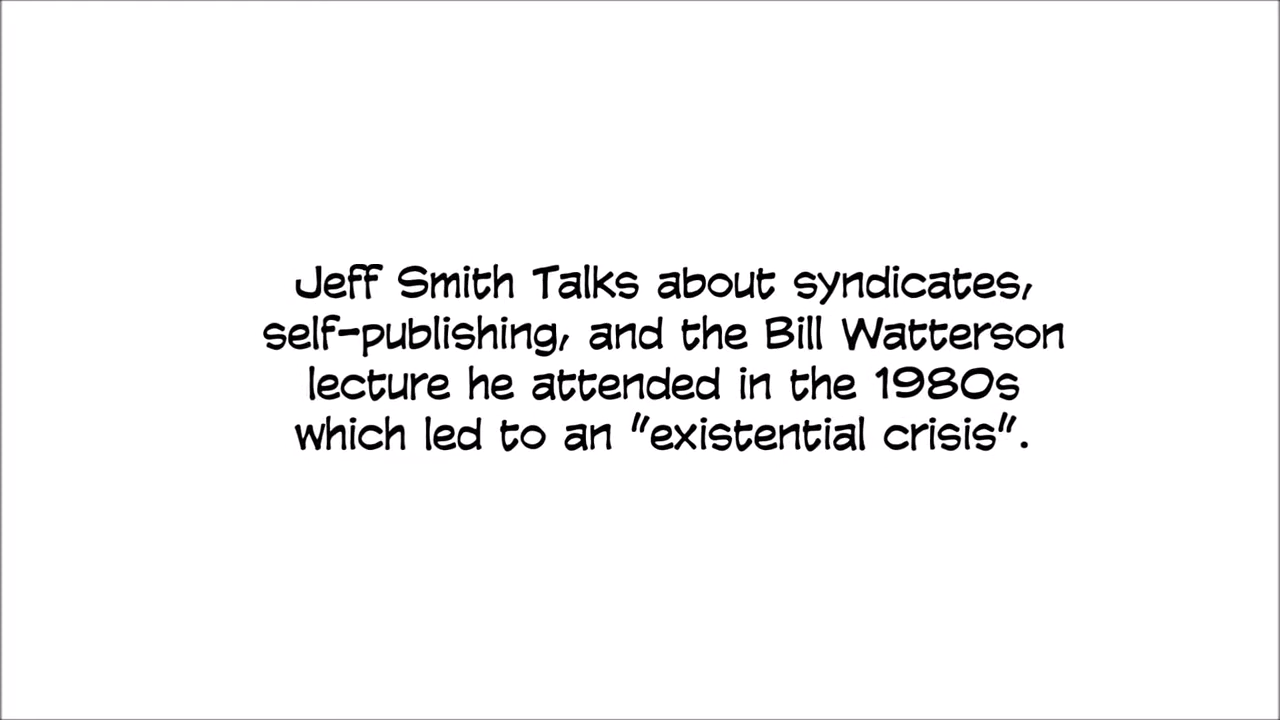 Jeff Smith Talks about syndicates,
self-publishing, and the Bill Watterson
lecture he attended in the 1980s
which led to an "existential crisis".